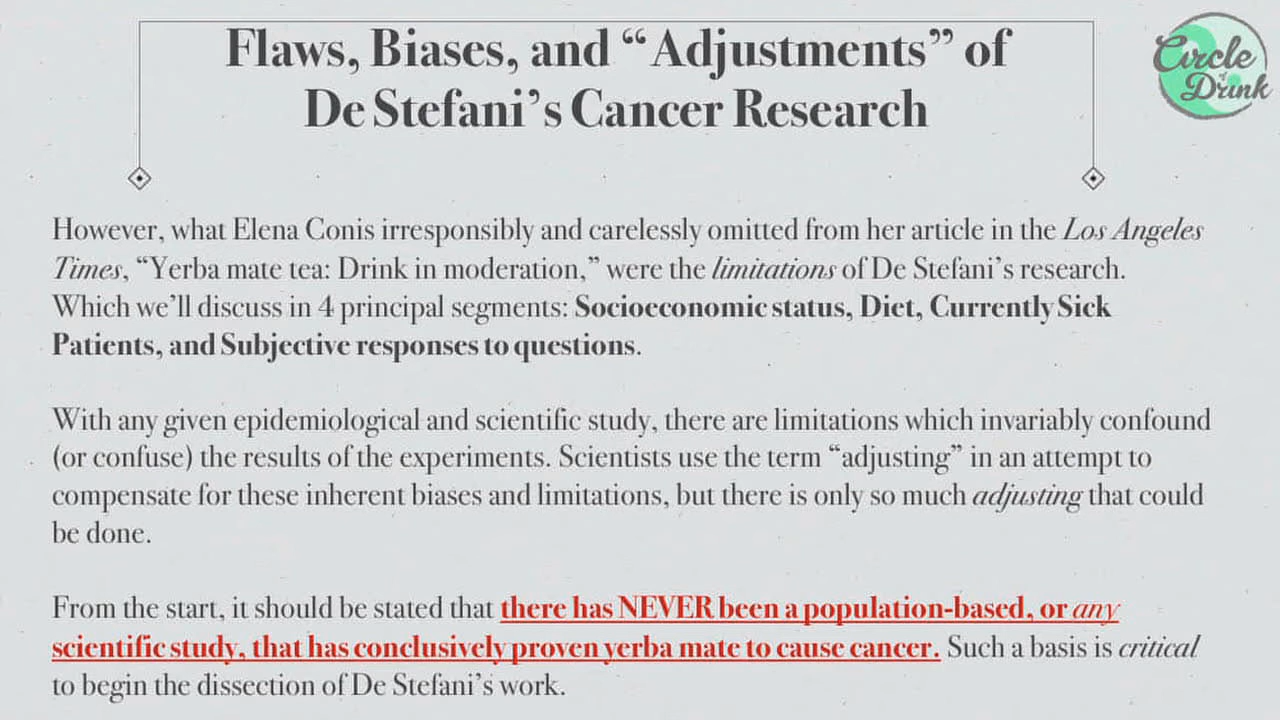 Flaws, Biases, and “Adjustments” of
De Stefani’s Cancer Research
Circle of Drink
However, what Elena Conis irresponsibly and carelessly omitted from her article in the Los Angeles
Times, “Yerba mate tea: Drink in moderation,” were the limitations of De Stefani’s research.
Which we’ll discuss in 4 principal segments: Socioeconomic status, Diet, Currently Sick
Patients, and Subjective responses to questions.
With any given epidemiological and scientific study, there are limitations which invariably confound
(or confuse) the results of the experiments. Scientists use the term “adjusting” in an attempt to
compensate for these inherent biases and limitations, but there is only so much adjusting that could
be done.
From the start, it should be stated that there has NEVER been a population-based, or any
scientific study, that has conclusively proven yerba mate to cause cancer. Such a basis is critical
to begin the dissection of De Stefani’s work.